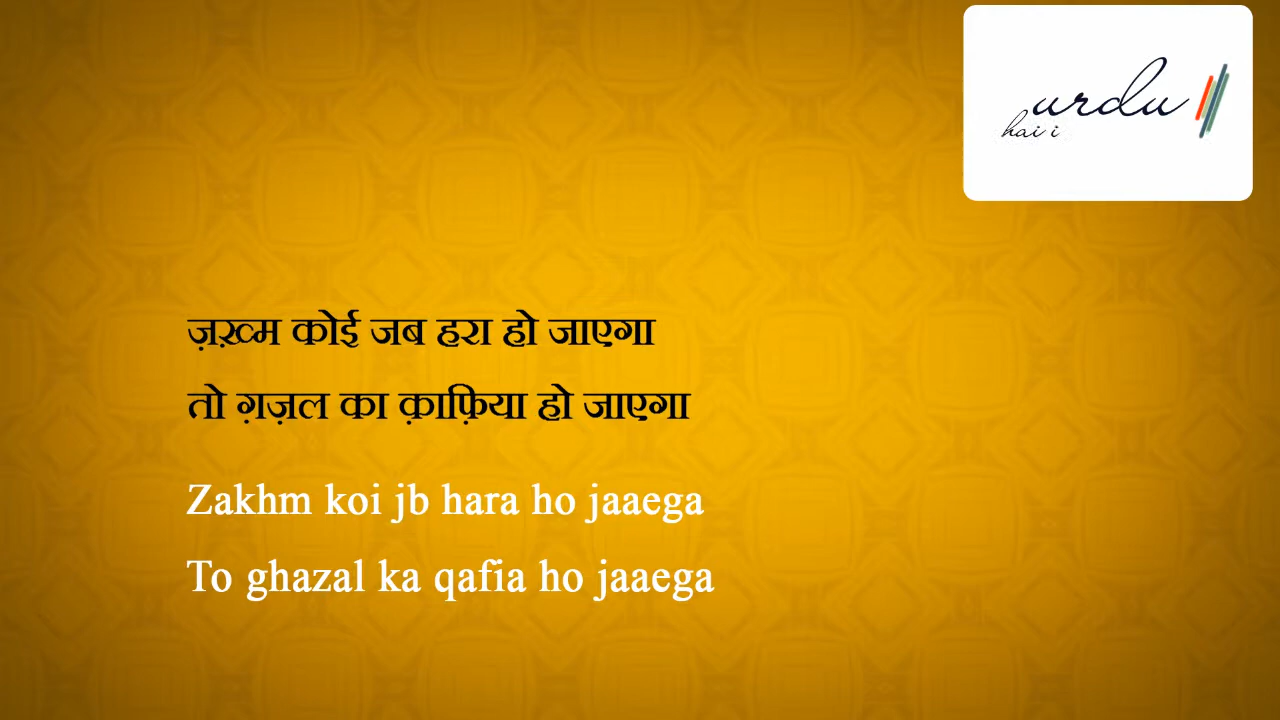 urdu
hai i
ज़ख़्म कोई जब हरा हो जाएगा
तो ग़ज़ल का क़ाफ़िया हो जाएगा
Zakhm koi jb hara ho jaaega
To ghazal ka qafia ho jaaega